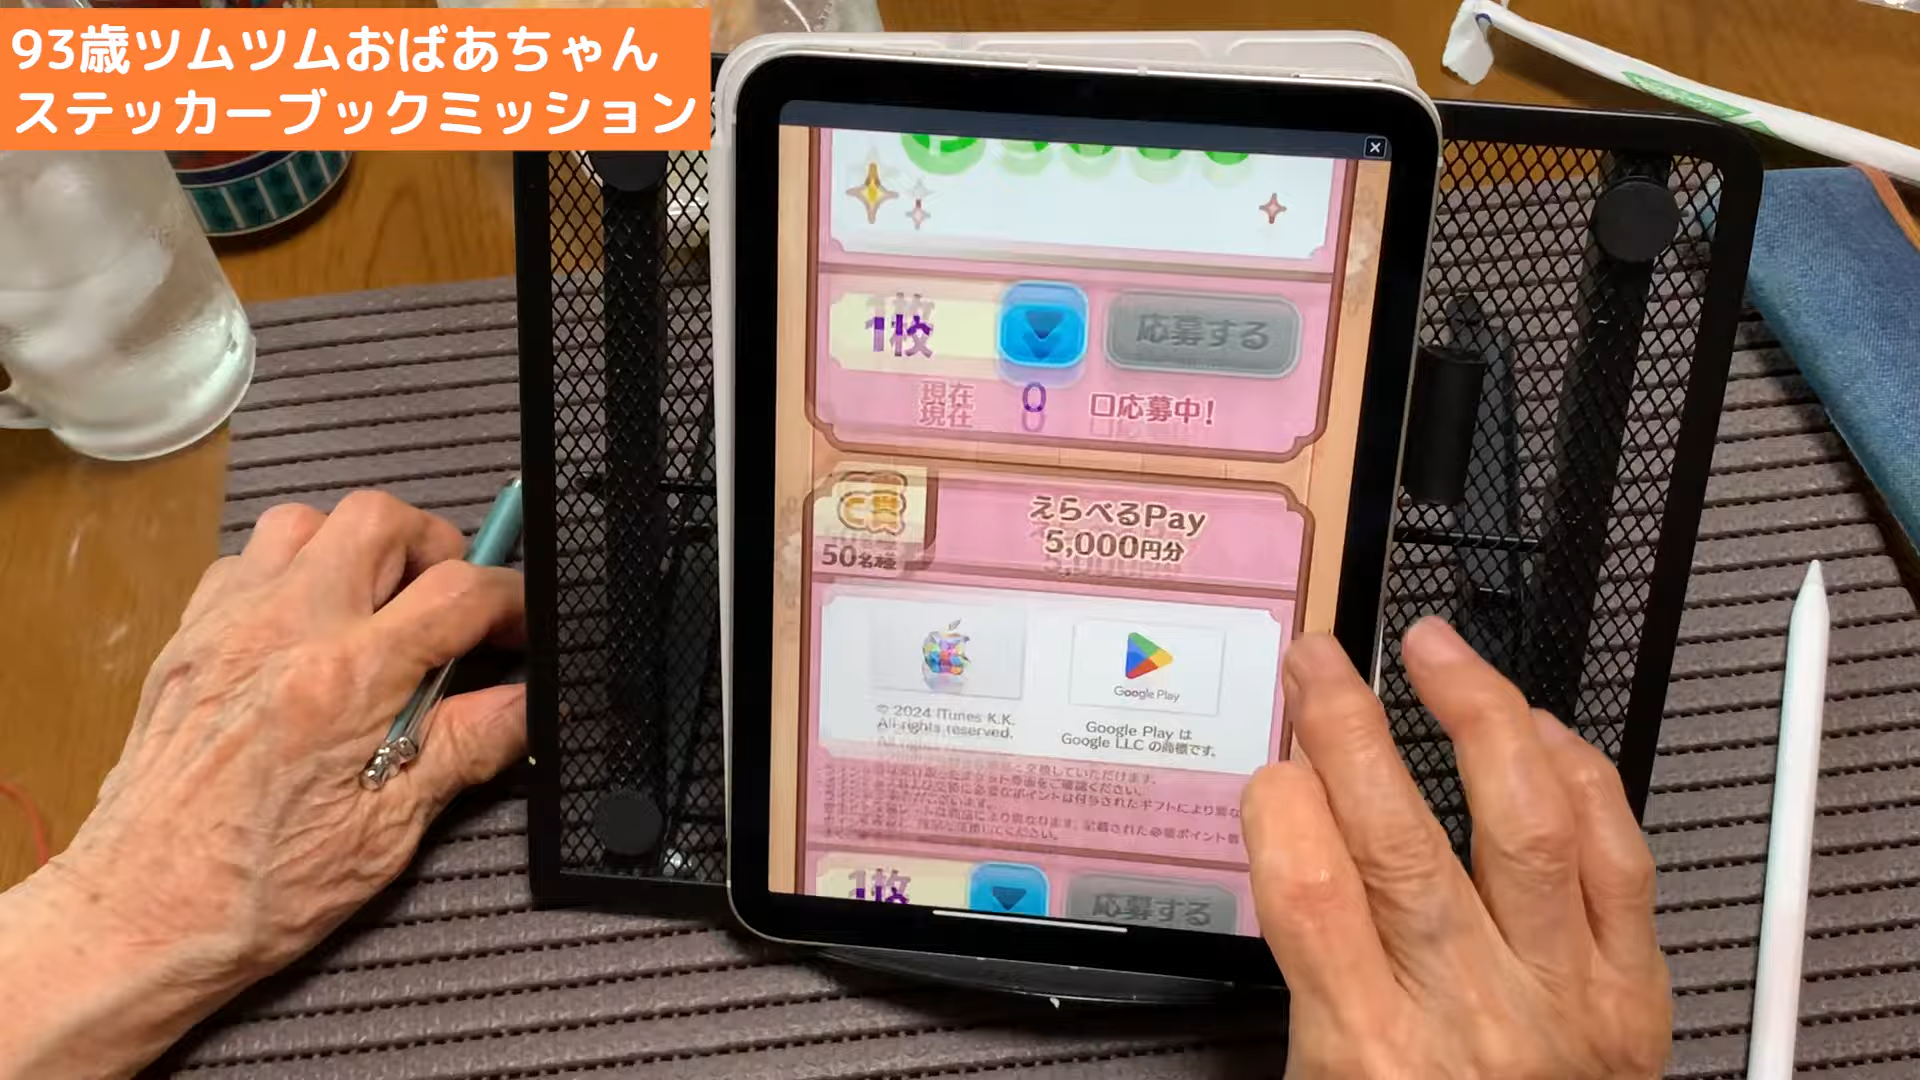 93歳ツムツムおばあちゃん
ステッカーブックミッション
1枚
応募する
現在 0 口応募中!
C賞
50名様
えらべるPay
5,000円分
Google Play
© 2024 iTunes K.K.
All rights reserved.
Google Play は
Google LLC の商標です。
1枚
応募する